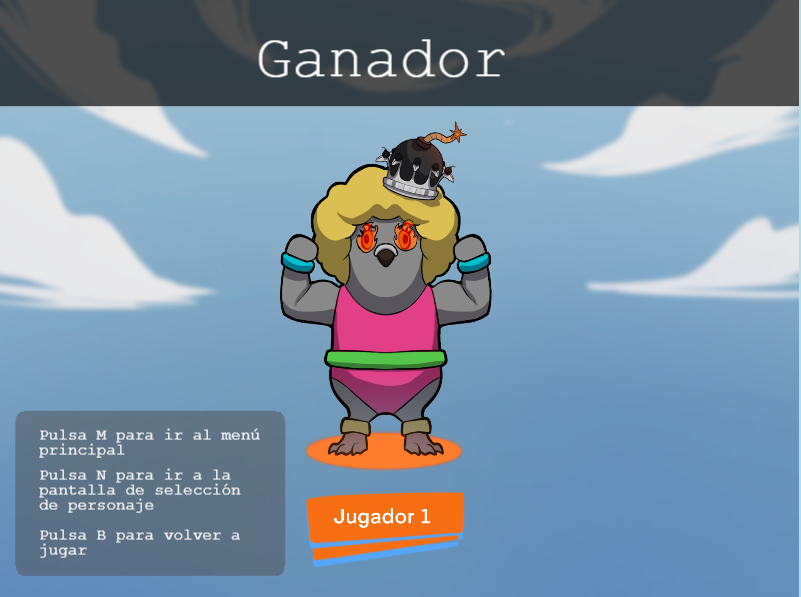 Ganador
Pulsa M para ir al menú
principal
Pulsa N para ir a la
pantalla de selección
de personaje
Pulsa B para volver a
jugar
Jugador 1